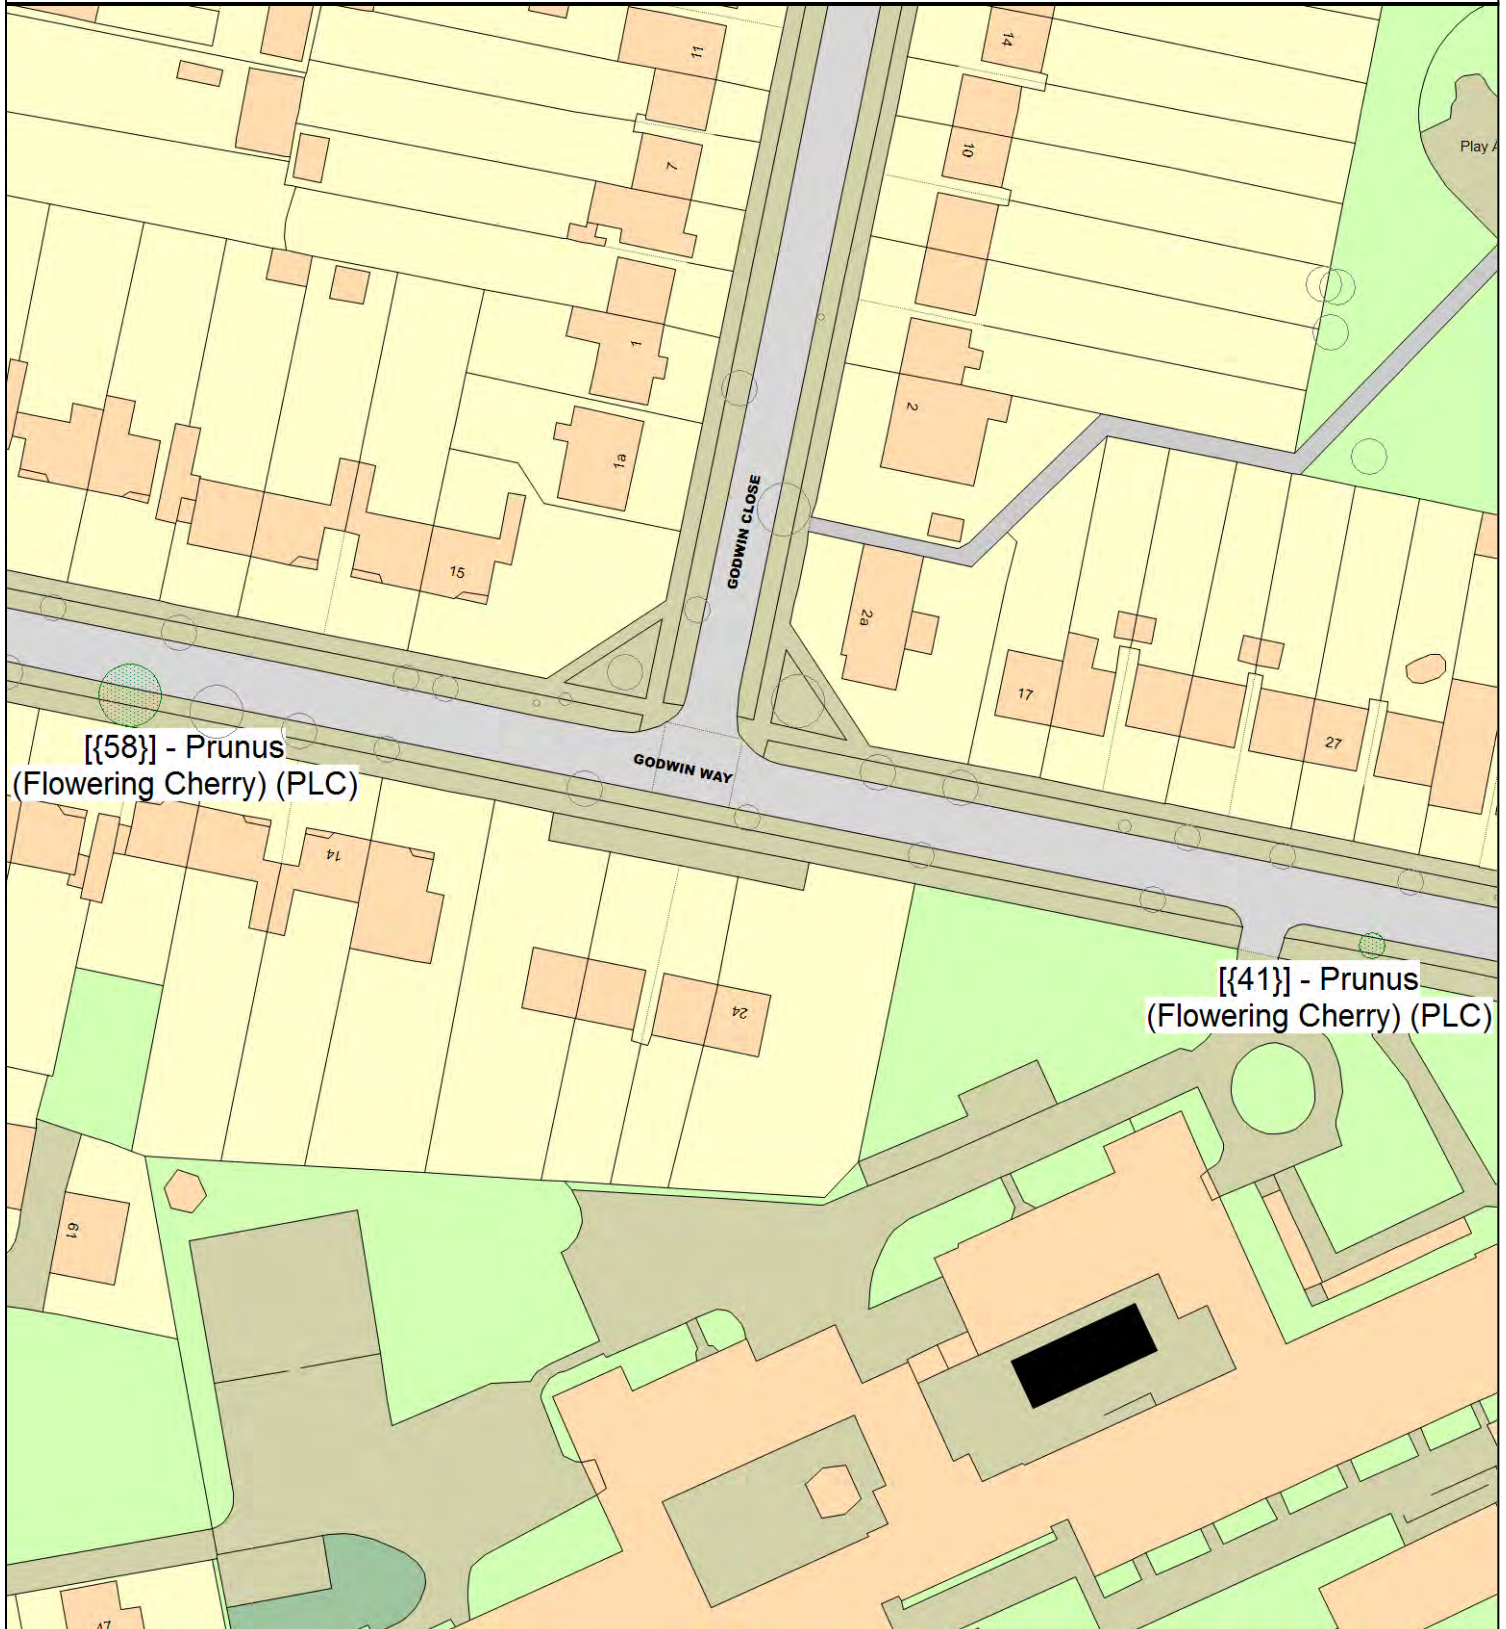 11
14
7
10
Play A
1
2
1a
GODWIN CLOSE
15
2a
17
27
[{58}] - Prunus
(Flowering Cherry) (PLC)
GODWIN WAY
14
24
[{41}] - Prunus
(Flowering Cherry) (PLC)
61
47